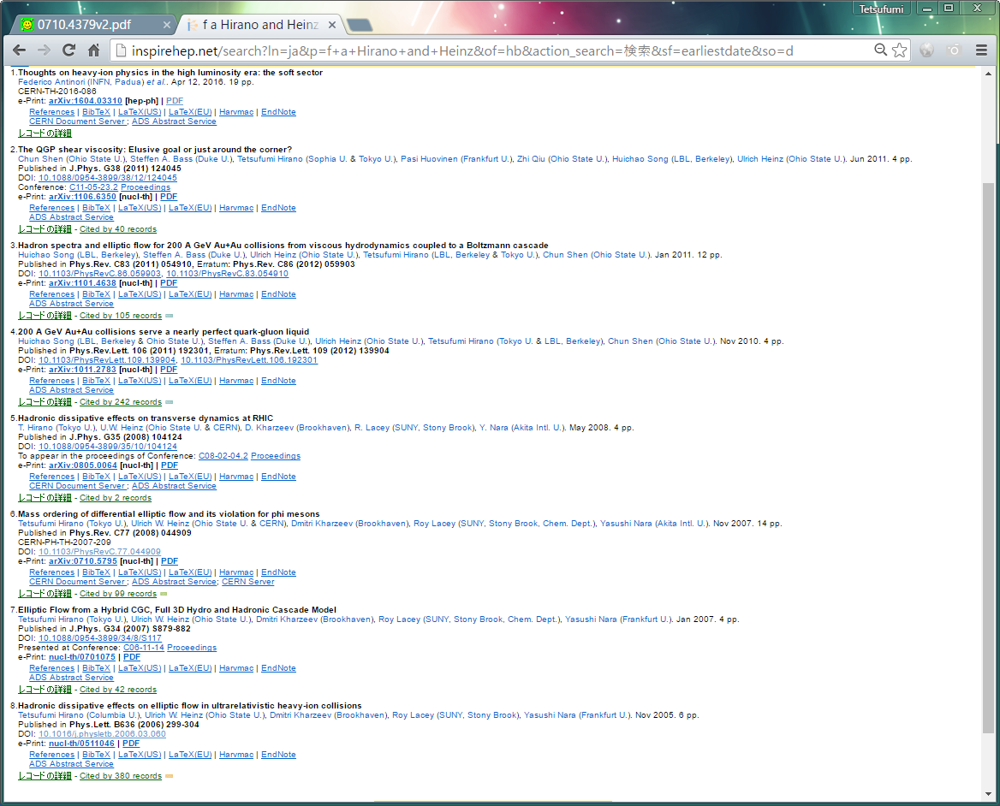 Tetsufumi
0710.4379v2.pdf
f a Hirano and Heinz
inspirehep.net/search?ln=ja&p=f+a+Hirano+and+Heinz&of=hb&action_search=検索&sf=earliestdate&so=d
1.Thoughts on heavy-ion physics in the high luminosity era: the soft sector
Federico Antinori (INFN, Padua) et al.. Apr 12, 2016. 19 pp.
CERN-TH-2016-086
e-Print: arXiv:1604.03310 [hep-ph] | PDF
References | BibTeX | LaTeX(US) | LaTeX(EU) | Harvmac | EndNote
CERN Document Server ; ADS Abstract Service
レコードの詳細
2.The QGP shear viscosity: Elusive goal or just around the corner?
Chun Shen (Ohio State U.), Steffen A. Bass (Duke U.), Tetsufumi Hirano (Sophia U. & Tokyo U.), Pasi Huovinen (Frankfurt U.), Zhi Qiu (Ohio State U.), Huichao Song (LBL, Berkeley), Ulrich Heinz (Ohio State U.). Jun 2011. 4 pp.
Published in J.Phys. G38 (2011) 124045
DOI: 10.1088/0954-3899/38/12/124045
Conference: C11-05-23.2 Proceedings
e-Print: arXiv:1106.6350 [nucl-th] | PDF
References | BibTeX | LaTeX(US) | LaTeX(EU) | Harvmac | EndNote
ADS Abstract Service
レコードの詳細 - Cited by 40 records
3.Hadron spectra and elliptic flow for 200 A GeV Au+Au collisions from viscous hydrodynamics coupled to a Boltzmann cascade
Huichao Song (LBL, Berkeley), Steffen A. Bass (Duke U.), Ulrich Heinz (Ohio State U.), Tetsufumi Hirano (LBL, Berkeley & Tokyo U.), Chun Shen (Ohio State U.). Jan 2011. 12 pp.
Published in Phys.Rev. C83 (2011) 054910, Erratum: Phys.Rev. C86 (2012) 059903
DOI: 10.1103/PhysRevC.86.059903, 10.1103/PhysRevC.83.054910
e-Print: arXiv:1101.4638 [nucl-th] | PDF
References | BibTeX | LaTeX(US) | LaTeX(EU) | Harvmac | EndNote
ADS Abstract Service
レコードの詳細 - Cited by 105 records
4.200 A GeV Au+Au collisions serve a nearly perfect quark-gluon liquid
Huichao Song (LBL, Berkeley & Ohio State U.), Steffen A. Bass (Duke U.), Ulrich Heinz (Ohio State U.), Tetsufumi Hirano (Tokyo U. & LBL, Berkeley), Chun Shen (Ohio State U.). Nov 2010. 4 pp.
Published in Phys.Rev.Lett. 106 (2011) 192301, Erratum: Phys.Rev.Lett. 109 (2012) 139904
DOI: 10.1103/PhysRevLett.109.139904, 10.1103/PhysRevLett.106.192301
e-Print: arXiv:1011.2783 [nucl-th] | PDF
References | BibTeX | LaTeX(US) | LaTeX(EU) | Harvmac | EndNote
ADS Abstract Service
レコードの詳細 - Cited by 242 records
5.Hadronic dissipative effects on transverse dynamics at RHIC
T. Hirano (Tokyo U.), U.W. Heinz (Ohio State U. & CERN), D. Kharzeev (Brookhaven), R. Lacey (SUNY, Stony Brook), Y. Nara (Akita Intl. U.). May 2008. 4 pp.
Published in J.Phys. G35 (2008) 104124
DOI: 10.1088/0954-3899/35/10/104124
To appear in the proceedings of Conference: C08-02-04.2 Proceedings
e-Print: arXiv:0805.0064 [nucl-th] | PDF
References | BibTeX | LaTeX(US) | LaTeX(EU) | Harvmac | EndNote
CERN Document Server ; ADS Abstract Service
レコードの詳細 - Cited by 2 records
6.Mass ordering of differential elliptic flow and its violation for phi mesons
Tetsufumi Hirano (Tokyo U.), Ulrich W. Heinz (Ohio State U. & CERN), Dmitri Kharzeev (Brookhaven), Roy Lacey (SUNY, Stony Brook, Chem. Dept.), Yasushi Nara (Akita Intl. U.). Nov 2007. 14 pp.
Published in Phys.Rev. C77 (2008) 044909
CERN-PH-TH-2007-209
DOI: 10.1103/PhysRevC.77.044909
e-Print: arXiv:0710.5795 [nucl-th] | PDF
References | BibTeX | LaTeX(US) | LaTeX(EU) | Harvmac | EndNote
CERN Document Server ; ADS Abstract Service; CERN Server
レコードの詳細 - Cited by 99 records
7.Elliptic Flow from a Hybrid CGC, Full 3D Hydro and Hadronic Cascade Model
Tetsufumi Hirano (Tokyo U.), Ulrich W. Heinz (Ohio State U.), Dmitri Kharzeev (Brookhaven), Roy Lacey (SUNY, Stony Brook, Chem. Dept.), Yasushi Nara (Frankfurt U.). Jan 2007. 4 pp.
Published in J.Phys. G34 (2007) S879-882
DOI: 10.1088/0954-3899/34/8/S117
Presented at Conference: C06-11-14 Proceedings
e-Print: nucl-th/0701075 | PDF
References | BibTeX | LaTeX(US) | LaTeX(EU) | Harvmac | EndNote
ADS Abstract Service
レコードの詳細 - Cited by 42 records
8.Hadronic dissipative effects on elliptic flow in ultrarelativistic heavy-ion collisions
Tetsufumi Hirano (Columbia U.), Ulrich W. Heinz (Ohio State U.), Dmitri Kharzeev (Brookhaven), Roy Lacey (SUNY, Stony Brook), Yasushi Nara (Frankfurt U.). Nov 2005. 6 pp.
Published in Phys.Lett. B636 (2006) 299-304
DOI: 10.1016/j.physletb.2006.03.060
e-Print: nucl-th/0511046 | PDF
References | BibTeX | LaTeX(US) | LaTeX(EU) | Harvmac | EndNote
ADS Abstract Service
レコードの詳細 - Cited by 380 records